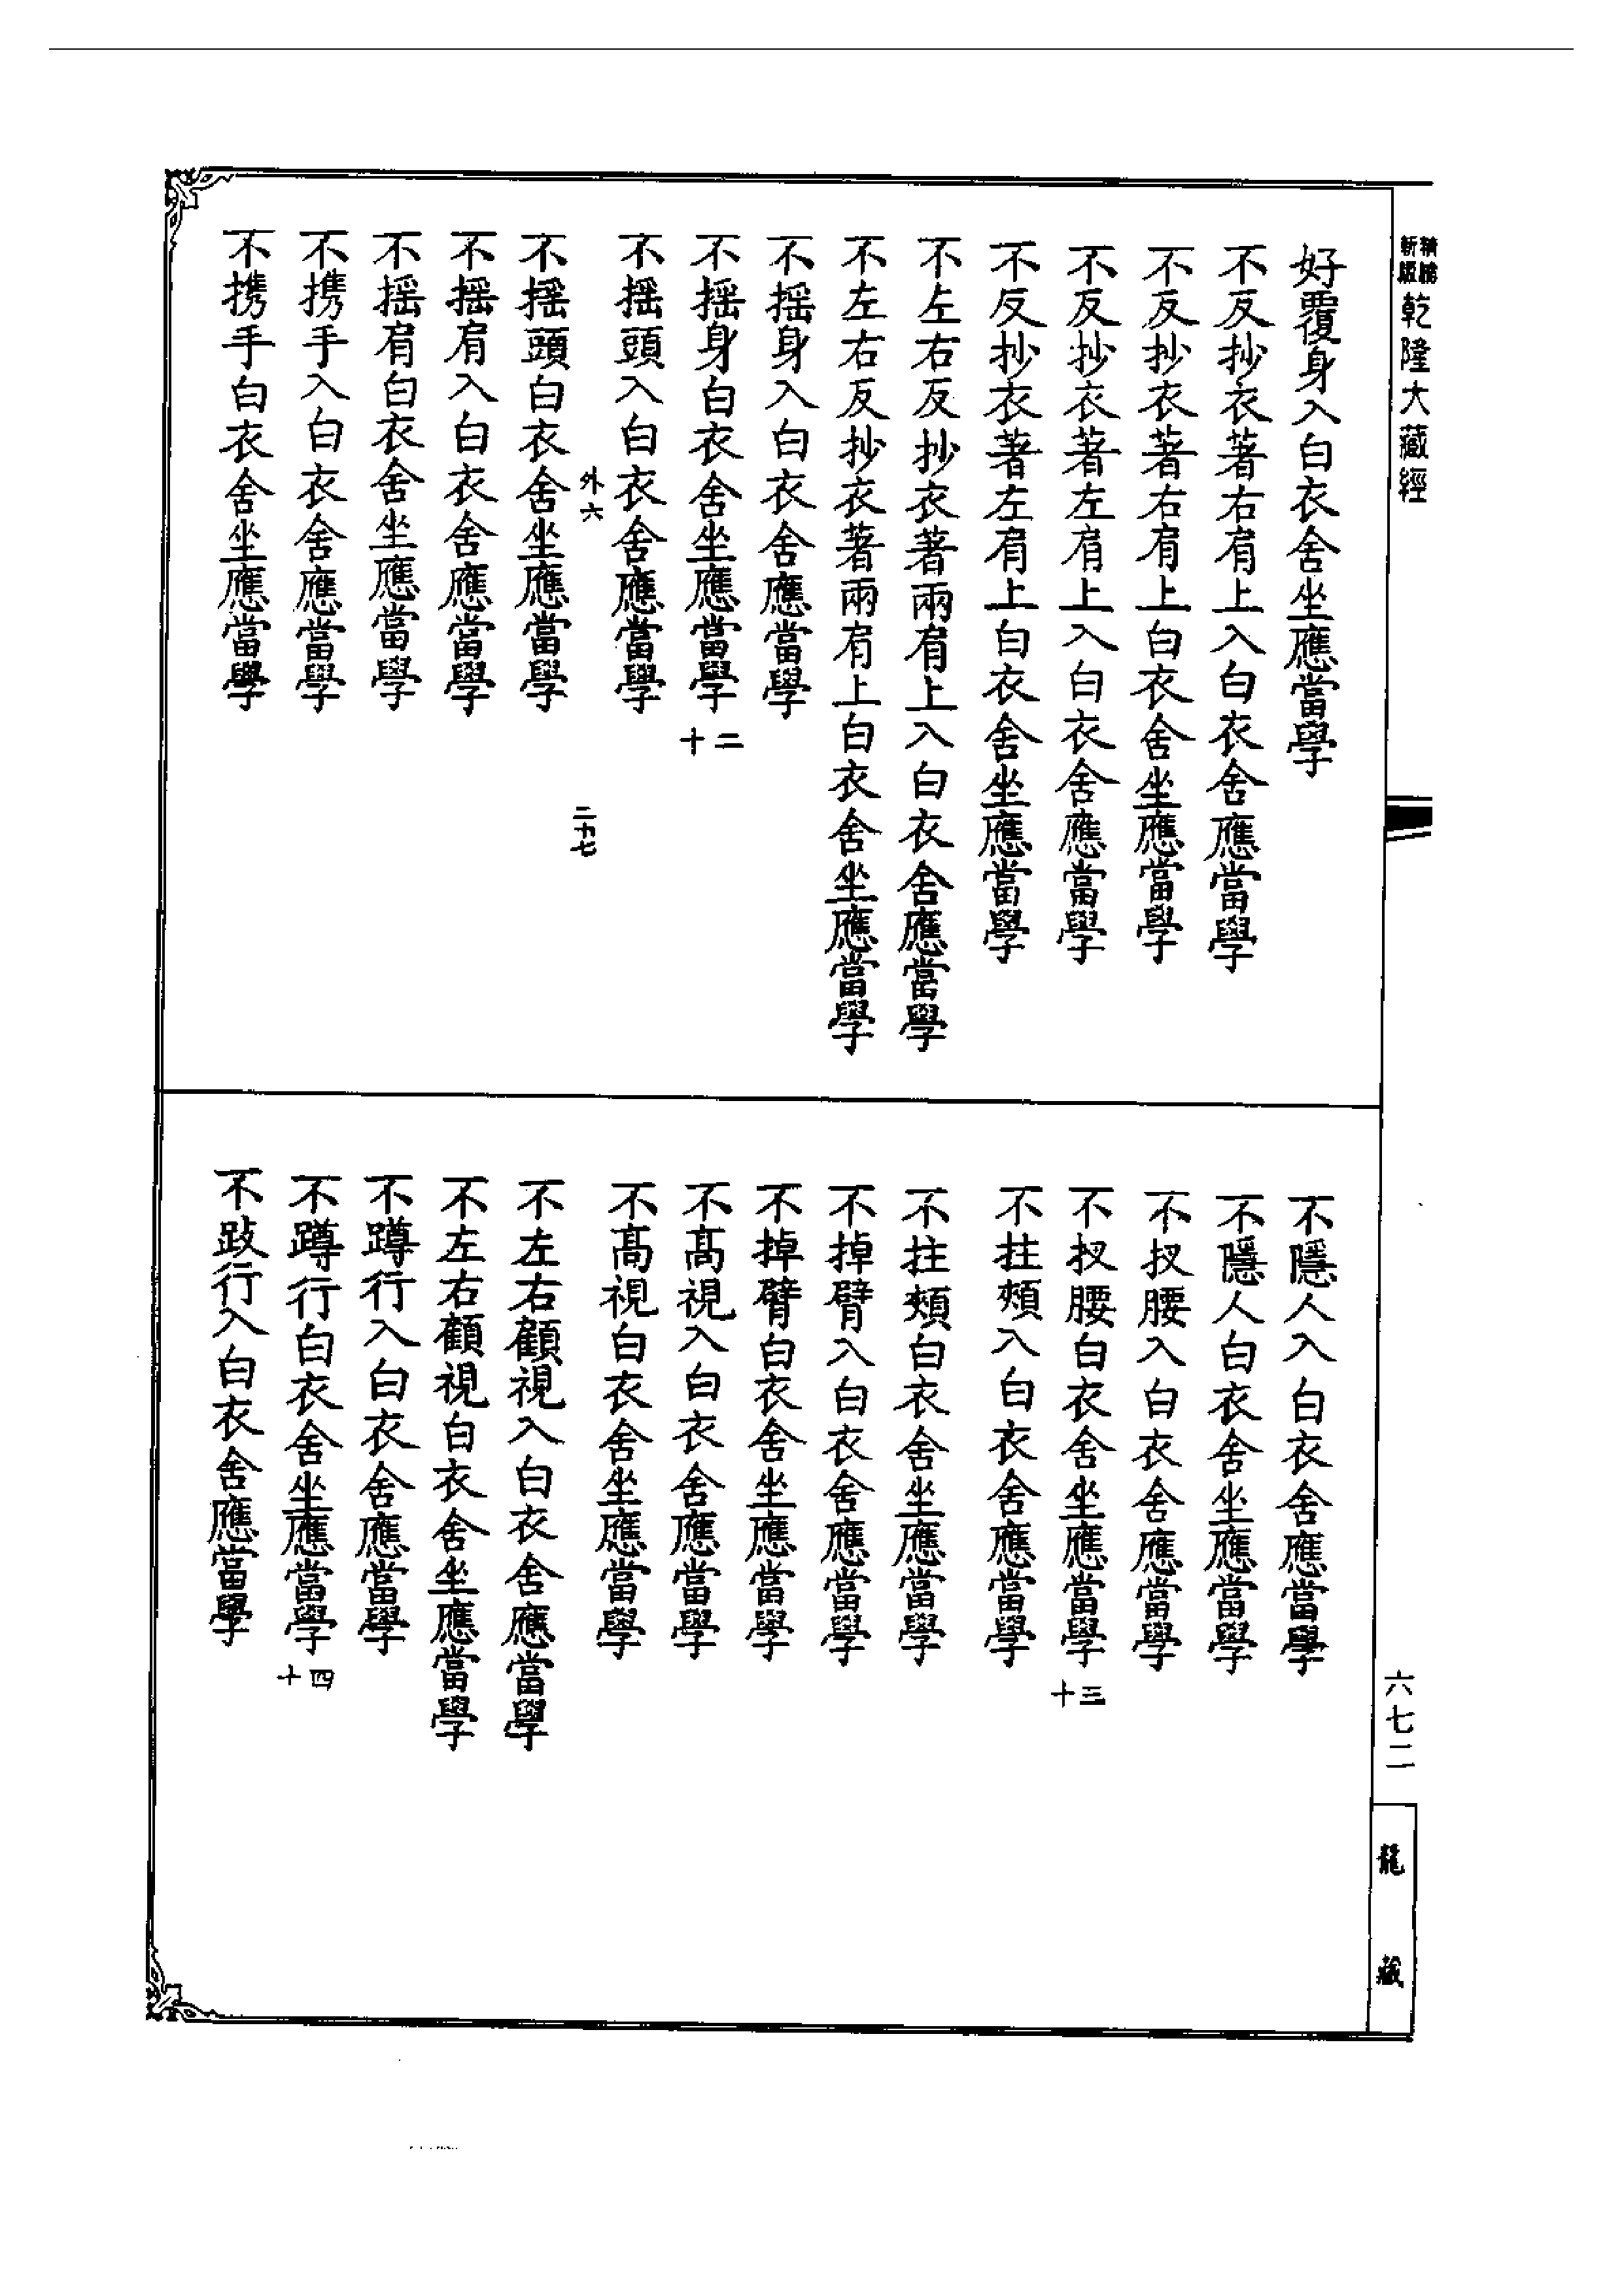 乾隆大藏經
好覆身入白衣舍坐應當學
不反抄衣著右肩上入白衣舍應當學
不反抄衣著右肩上白衣舍坐應當學
不反抄衣著左肩上入白衣舍應當學
不反抄衣著左肩上白衣舍坐應當學
不左右反抄衣著兩肩上入白衣舍應當學
不左右反抄衣著兩肩上白衣舍坐應當學
不摇身入白衣舍應當學
不摇身白衣舍坐應當學二十
不摇頭入白衣舍應當學
外六 二十七
不摇頭白衣舍坐應當學
不摇肩入白衣舍應當學
不摇肩白衣舍坐應當學
不携手入白衣舍應當學
不携手白衣舍坐應當學
不隱人入白衣舍應當學
不隱人白衣舍坐應當學
不扠腰入白衣舍應當學
不扠腰白衣舍坐應當學三十
不拄頰入白衣舍應當學
不拄頰白衣舍坐應當學
不掉臂入白衣舍應當學
不掉臂白衣舍坐應當學
不髙視入白衣舍應當學
不髙視白衣舍坐應當學
不左右顧視入白衣舍應當學
不左右顧視白衣舍坐應當學
不蹲行入白衣舍應當學
不蹲行白衣舍坐應當學四十
不跂行入白衣舍應當學
六七二
龍藏